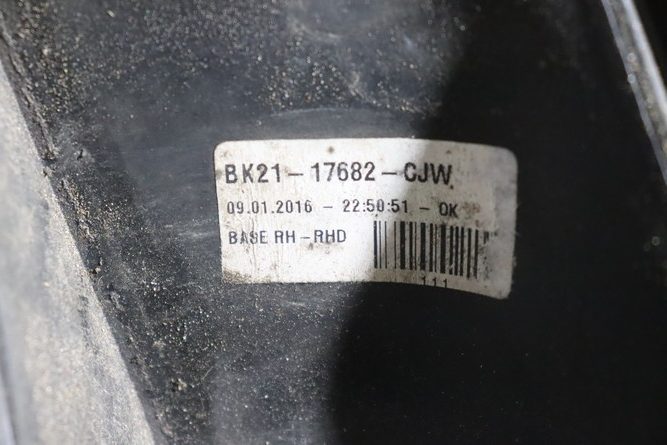 BK21-17682-CJW
09.01.2016 - 22:50:51 - OK
BASE RH-RHD
111